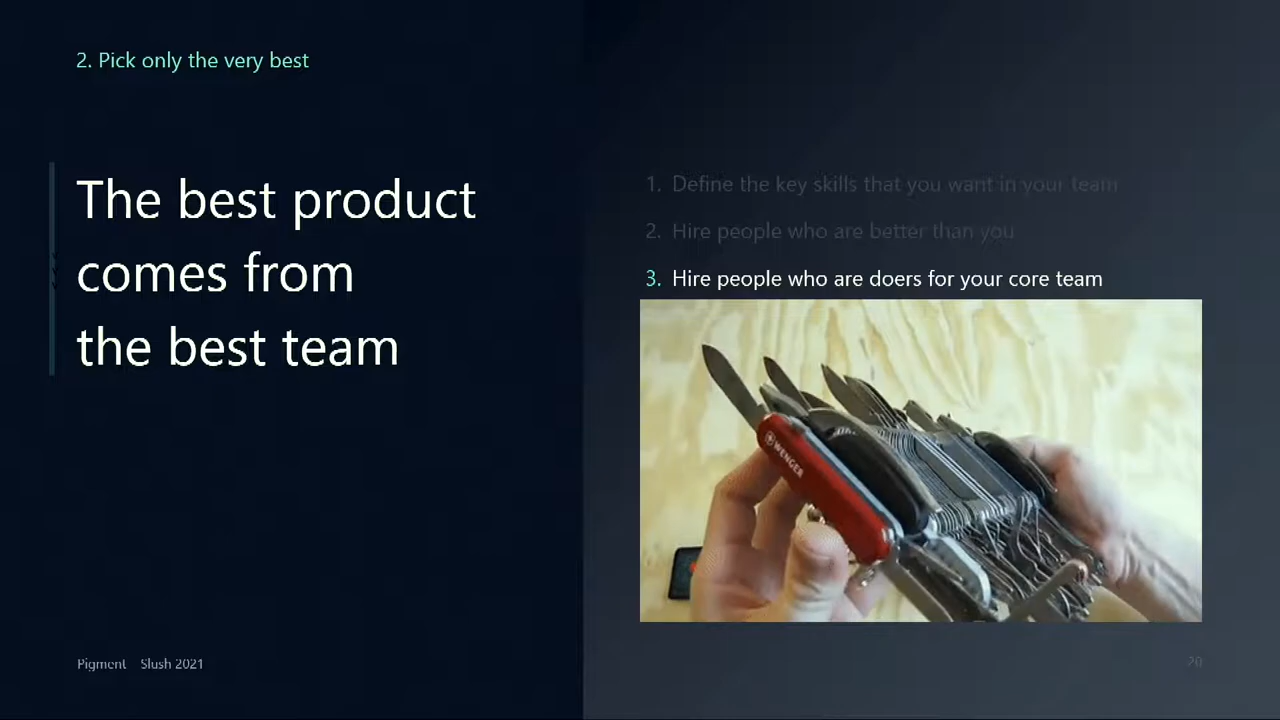 2. Pick only the very best
The best product
comes from
the best team
1. Define the key skills that you want in your team
2. Hire people who are better than you
3. Hire people who are doers for your core team
WENGER
Pigment Slush 2021
20